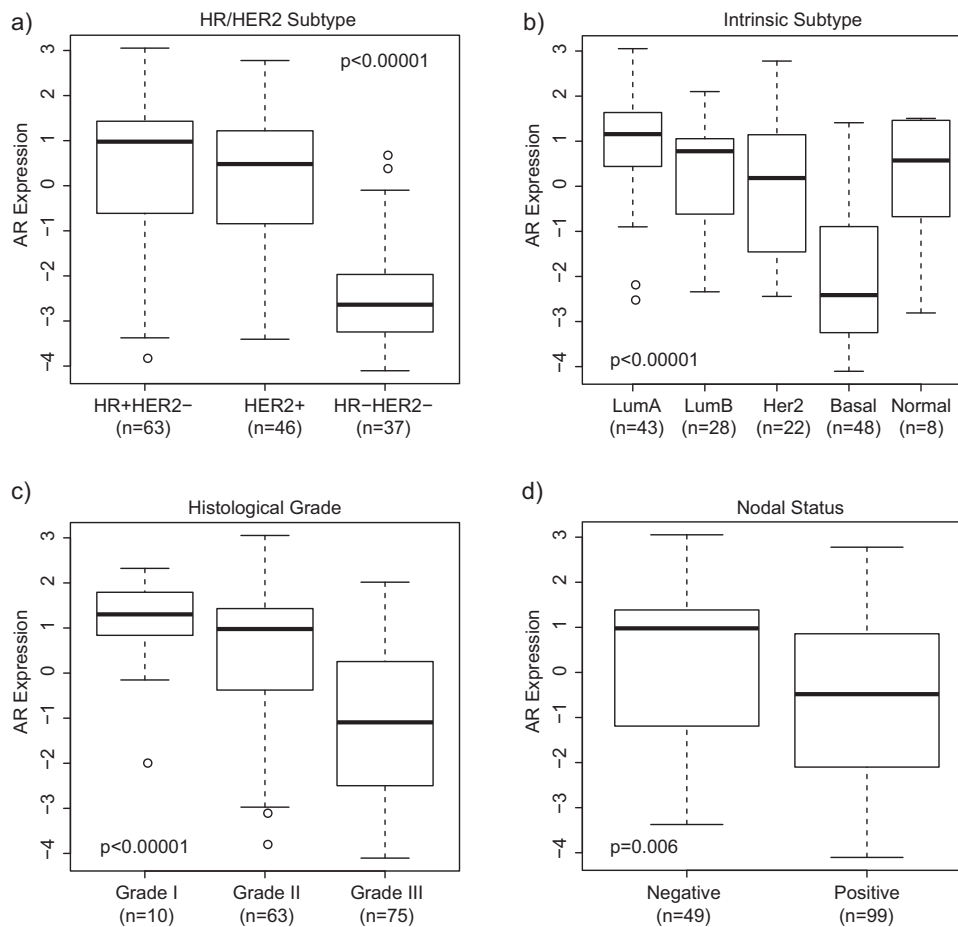 a)
HR/HER2 Subtype
p<0.00001
AR Expression
3
2
1
0
−1
−2
−3
−4
HR+HER2−
HER2+
HR−HER2−
(n=63)
(n=46)
(n=37)
b)
Intrinsic Subtype
AR Expression
3
2
1
0
−1
−2
−3
−4
p<0.00001
LumA
LumB
Her2
Basal
Normal
(n=43)
(n=28)
(n=22)
(n=48)
(n=8)
c)
Histological Grade
AR Expression
3
2
1
0
−1
−2
−3
−4
p<0.00001
Grade I
Grade II
Grade III
(n=10)
(n=63)
(n=75)
d)
Nodal Status
AR Expression
3
2
1
0
−1
−2
−3
−4
p=0.006
Negative
Positive
(n=49)
(n=99)